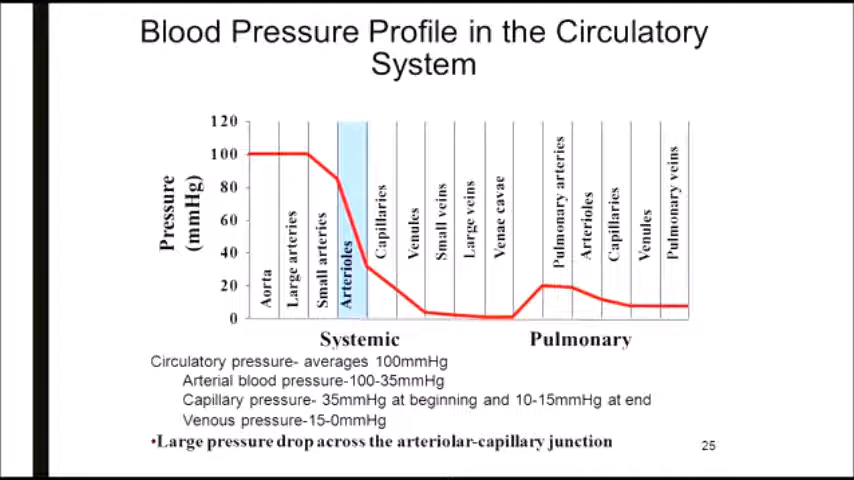 Blood Pressure Profile in the Circulatory
System
120
100
80
60
40
20
0
Pressure
(mmHg)
Aorta
Large arteries
Small arteries
Arterioles
Capillaries
Venules
Small veins
Large veins
Venae cavae
Pulmonary arteries
Arterioles
Capillaries
Venules
Pulmonary veins
Systemic
Pulmonary
Circulatory pressure- averages 100mmHg
Arterial blood pressure-100-35mmHg
Capillary pressure- 35mmHg at beginning and 10-15mmHg at end
Venous pressure-15-0mmHg
•Large pressure drop across the arteriolar-capillary junction
25